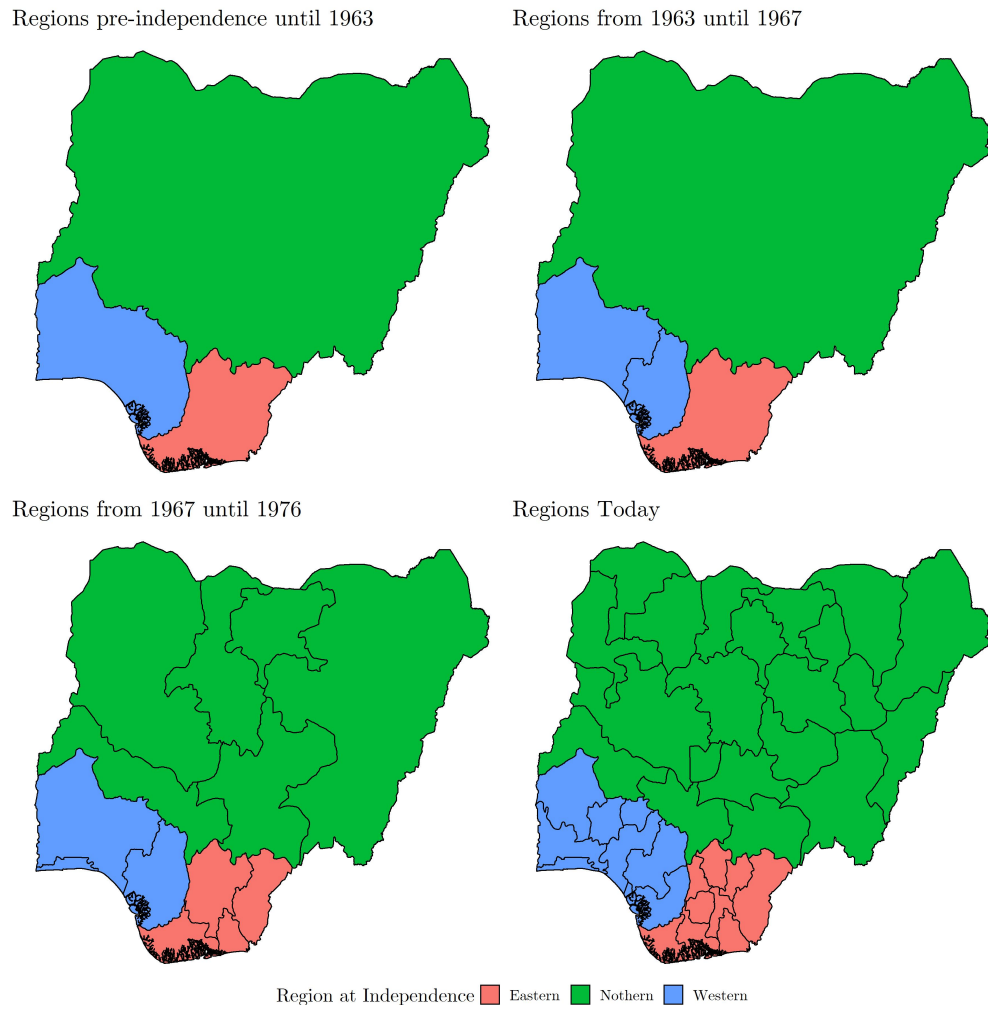 Regions pre-independence until 1963
Regions from 1963 until 1967
Regions from 1967 until 1976
Regions Today
Region at Independence Eastern Nothern Western